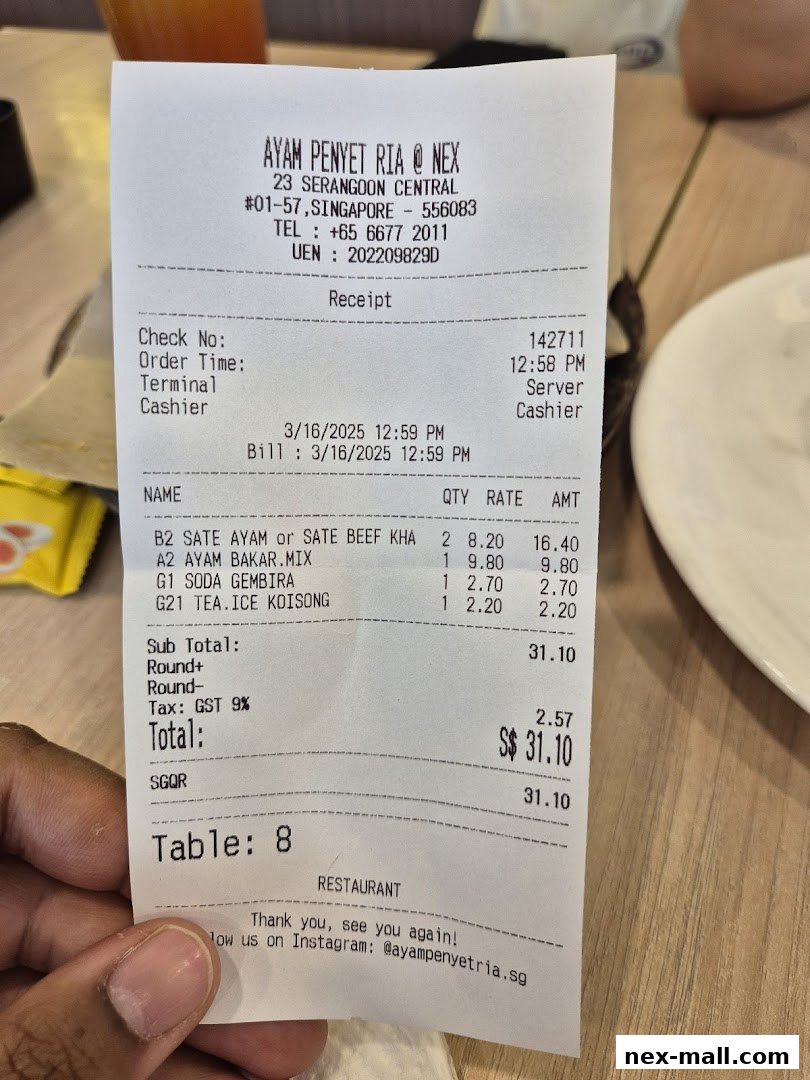 AYAM PENYET RIA @ NEX
23 SERANGOON CENTRAL
#01-57,SINGAPORE - 556083
TEL : +65 6677 2011
UEN : 202209829D
Receipt
Check No: 142711
Order Time: 12:58 PM
Terminal Server
Cashier Cashier
3/16/2025 12:59 PM
Bill : 3/16/2025 12:59 PM
NAME QTY RATE AMT
B2 SATE AYAM or SATE BEEF KHA 2 8.20 16.40
A2 AYAM BAKAR.MIX 1 9.80 9.80
G1 SODA GEMBIRA 1 2.70 2.70
G21 TEA.ICE KOISONG 1 2.20 2.20
Sub Total: 31.10
Round+
Round-
Tax: GST 9% 2.57
Total: S$ 31.10
SGQR 31.10
Table: 8
RESTAURANT
Thank you, see you again!
low us on Instagram: @ayampenyetria.sg
nex-mall.com